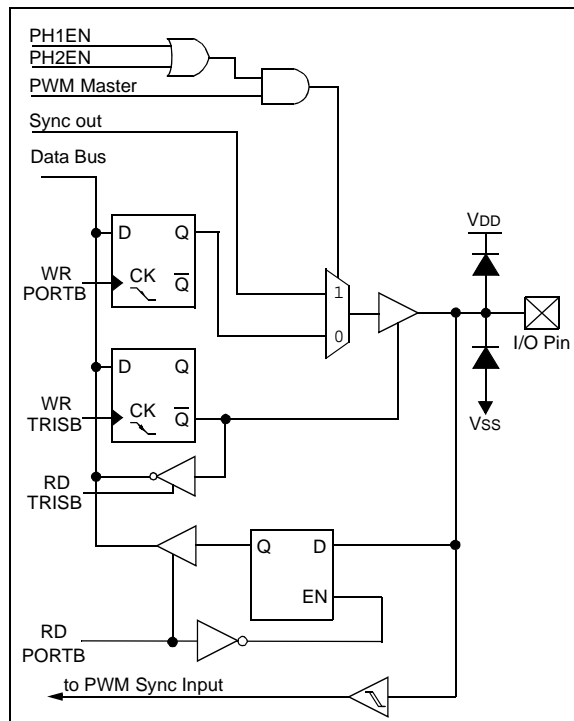 PH1EN
PH2EN
PWM Master
Sync out
Data Bus
VDD
D Q
CK
Q
WR
PORTB
1
0
I/O Pin
D Q
CK
Q
WR
TRISB
VSS
RD
TRISB
Q D
EN
RD
PORTB
to PWM Sync Input